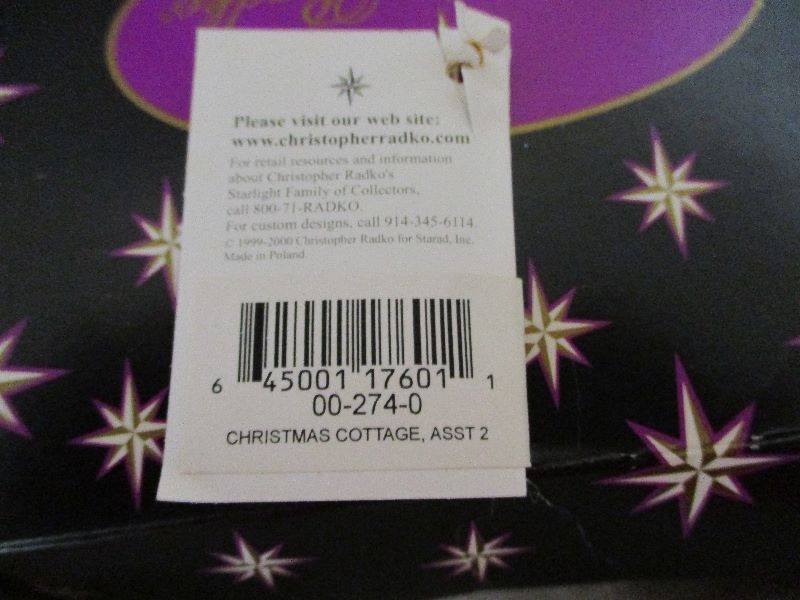 Please visit our web site:
www.christopherradko.com
For retail resources and information
about Christopher Radko's
Starlight Family of Collectors,
call 800-71-RADKO.
For custom designs, call 914-345-6114.
© 1999-2000 Christopher Radko for Starad, Inc.
Made in Poland.
6 45001 17601 1
00-274-0
CHRISTMAS COTTAGE, ASST 2